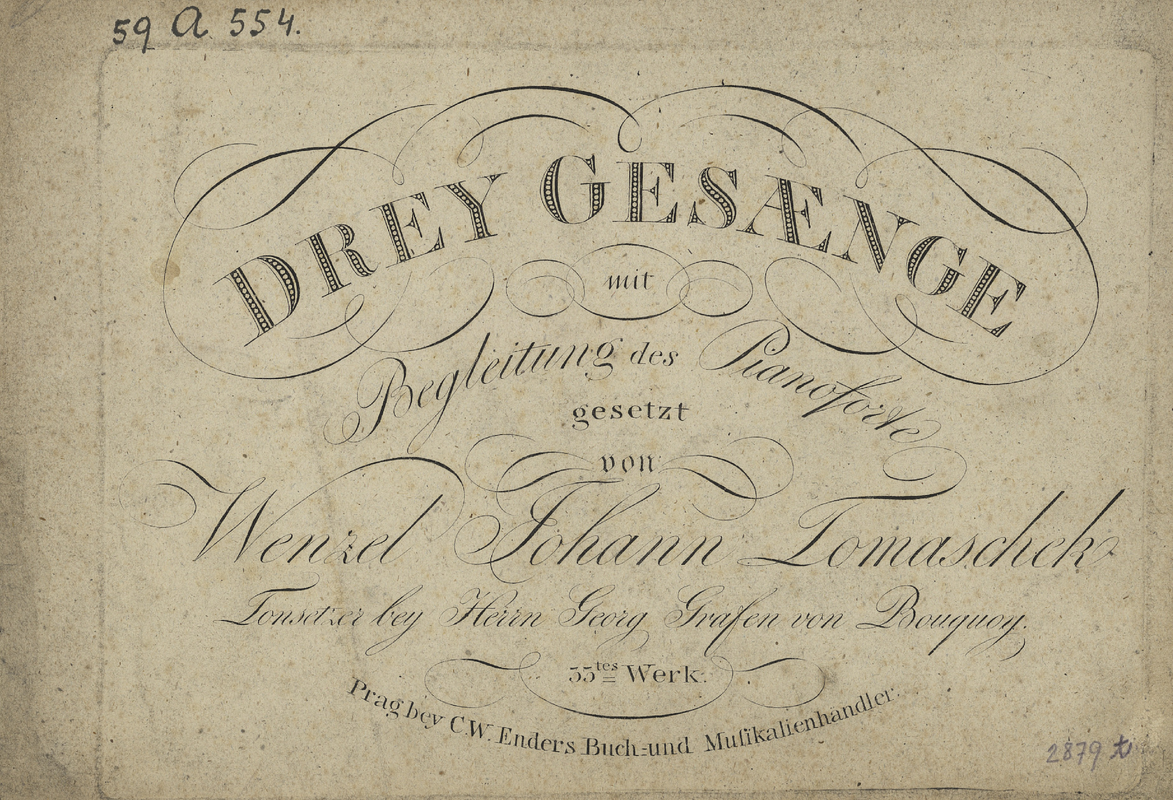 59 A 554.
DREY GESÆNGE
mit
Begleitung des Pianoforte
gesetzt
von
Wenzel Johann Tomaschek
Tonsetzer bey Herrn Georg Grafen von Bouquoy.
33tes Werk.
Prag bey C.W. Enders Buch-und Muſikalienhandler.
2879